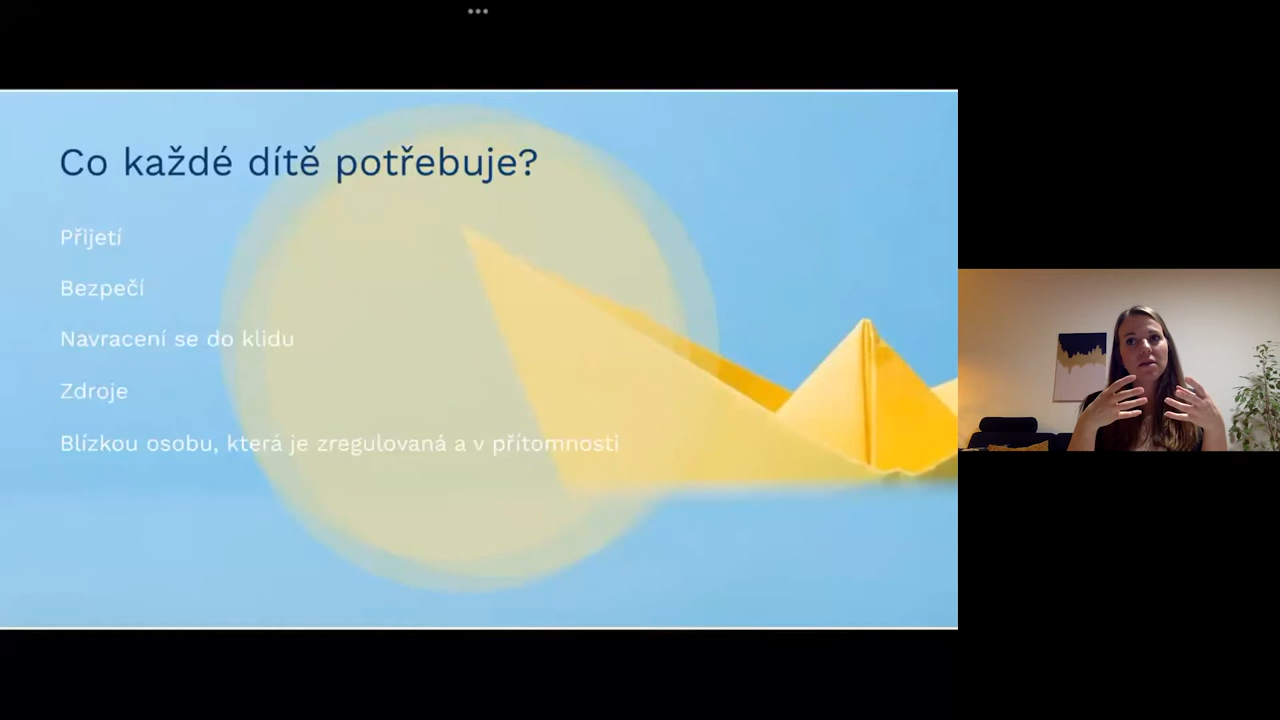 Co každé dítě potřebuje?
Přijetí
Bezpečí
Navracení se do klidu
Zdroje
Blízkou osobu, která je zregulovaná a v přítomnosti